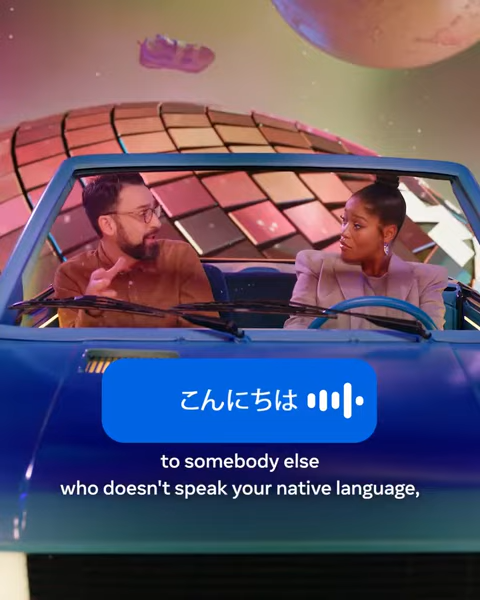 こんにちは
to somebody else
who doesn't speak your native language,